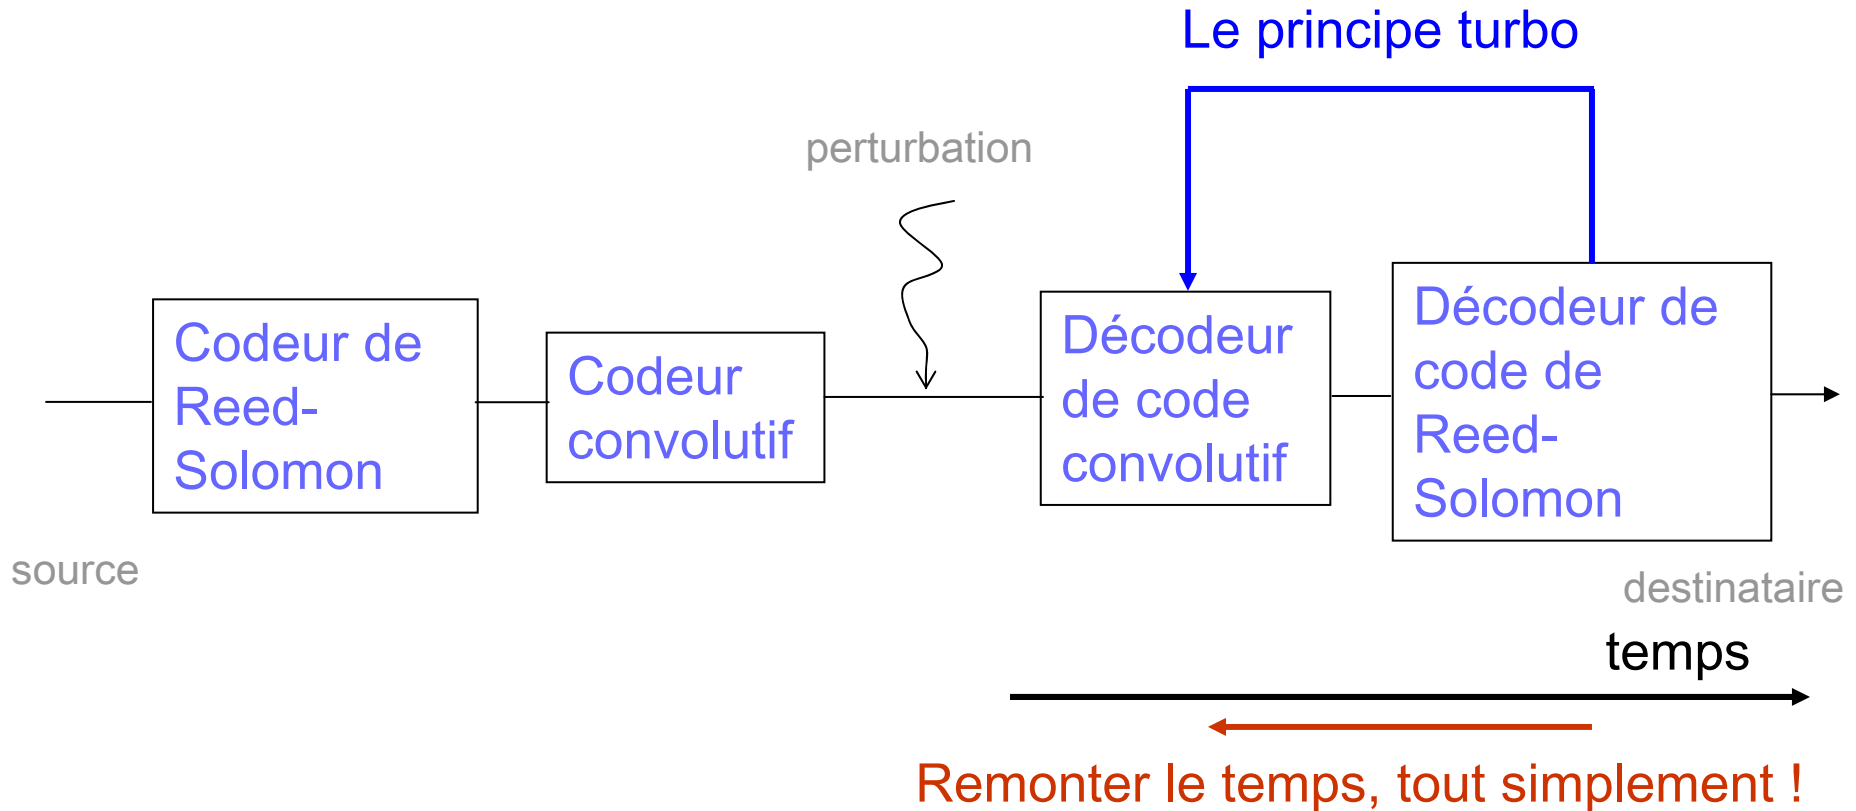 Le principe turbo
perturbation
Codeur de
Reed-
Solomon
Codeur
convolutif
Décodeur
de code
convolutif
Décodeur de
code de
Reed-
Solomon
source
destinataire
temps
Remonter le temps, tout simplement !